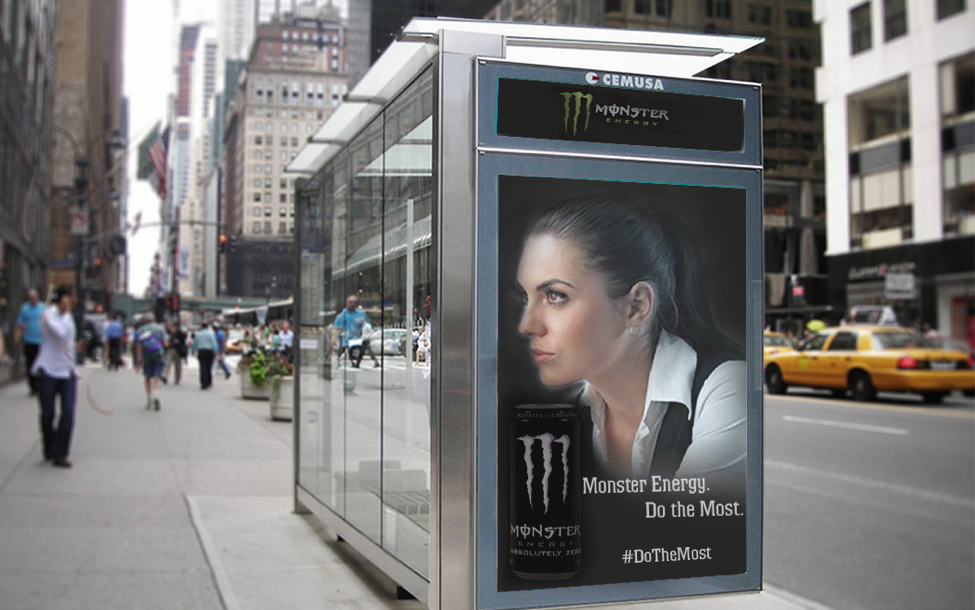 CEMUSA
MONSTER
ENERGY
MONSTER
ENERGY
ABSOLUTELY ZERO
Monster Energy.
Do the Most.
#DoTheMost